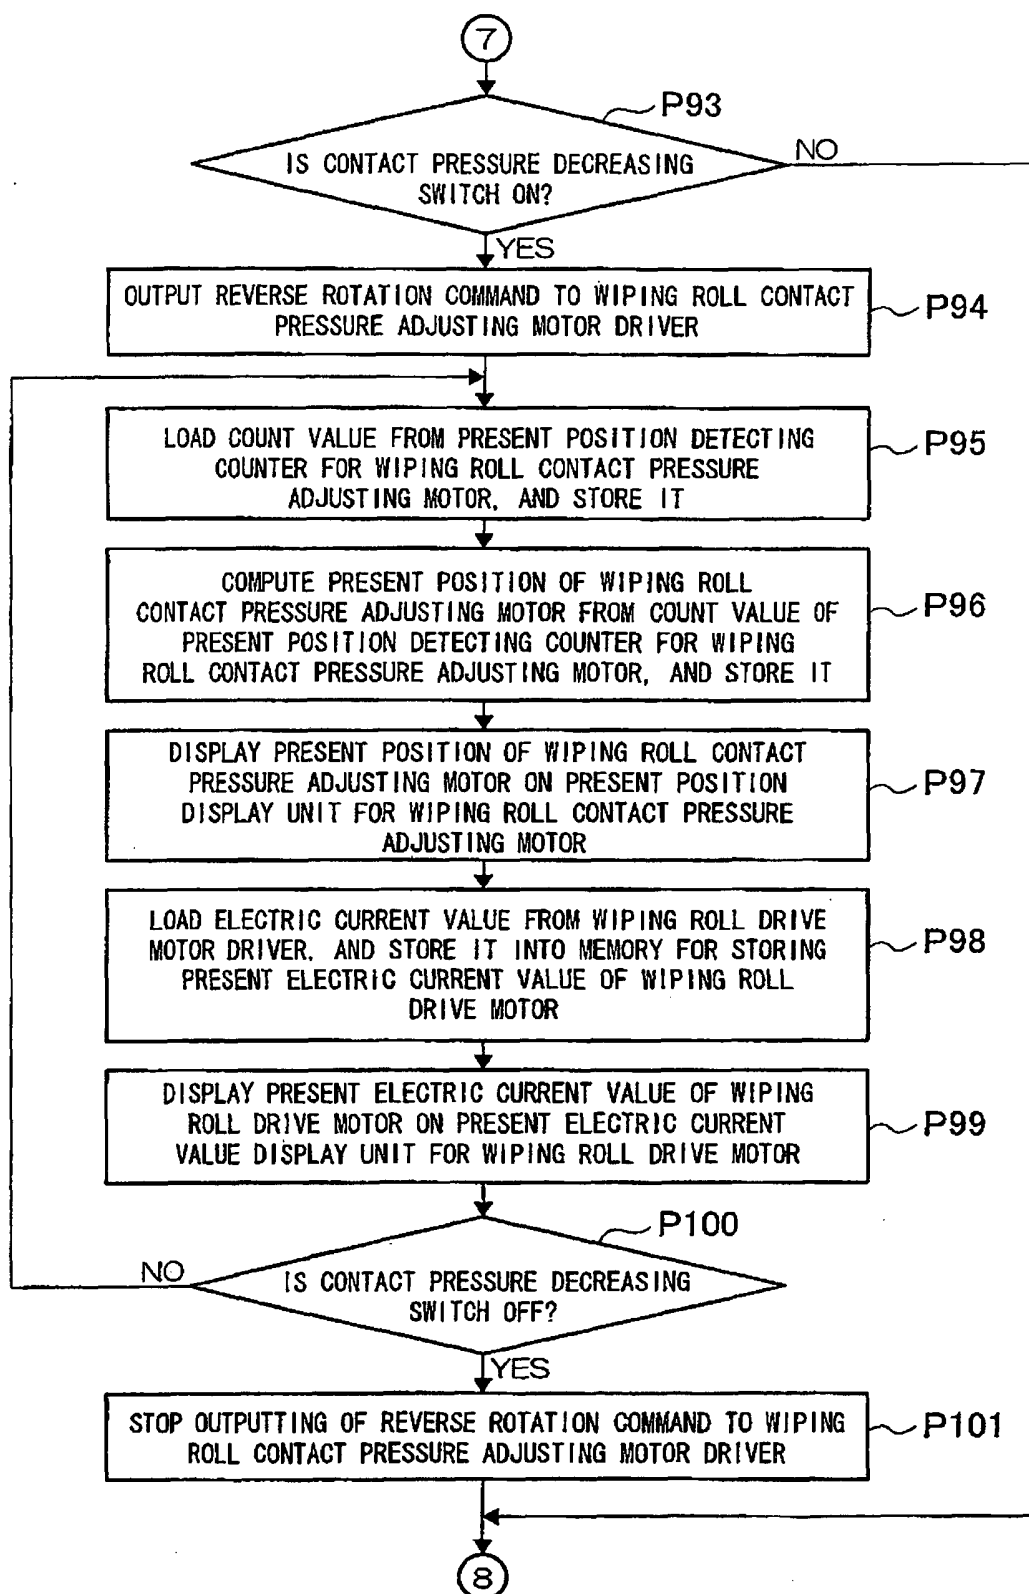 7
P93
IS CONTACT PRESSURE DECREASING
SWITCH ON?
NO
YES
OUTPUT REVERSE ROTATION COMMAND TO WIPING ROLL CONTACT
PRESSURE ADJUSTING MOTOR DRIVER
P94
LOAD COUNT VALUE FROM PRESENT POSITION DETECTING
COUNTER FOR WIPING ROLL CONTACT PRESSURE
ADJUSTING MOTOR, AND STORE IT
P95
COMPUTE PRESENT POSITION OF WIPING ROLL
CONTACT PRESSURE ADJUSTING MOTOR FROM COUNT VALUE OF
PRESENT POSITION DETECTING COUNTER FOR WIPING
ROLL CONTACT PRESSURE ADJUSTING MOTOR, AND STORE IT
P96
DISPLAY PRESENT POSITION OF WIPING ROLL CONTACT
PRESSURE ADJUSTING MOTOR ON PRESENT POSITION
DISPLAY UNIT FOR WIPING ROLL CONTACT PRESSURE
ADJUSTING MOTOR
P97
LOAD ELECTRIC CURRENT VALUE FROM WIPING ROLL DRIVE
MOTOR DRIVER, AND STORE IT INTO MEMORY FOR STORING
PRESENT ELECTRIC CURRENT VALUE OF WIPING ROLL
DRIVE MOTOR
P98
DISPLAY PRESENT ELECTRIC CURRENT VALUE OF WIPING
ROLL DRIVE MOTOR ON PRESENT ELECTRIC CURRENT
VALUE DISPLAY UNIT FOR WIPING ROLL DRIVE MOTOR
P99
P100
NO
IS CONTACT PRESSURE DECREASING
SWITCH OFF?
YES
STOP OUTPUTTING OF REVERSE ROTATION COMMAND TO WIPING
ROLL CONTACT PRESSURE ADJUSTING MOTOR DRIVER
P101
8